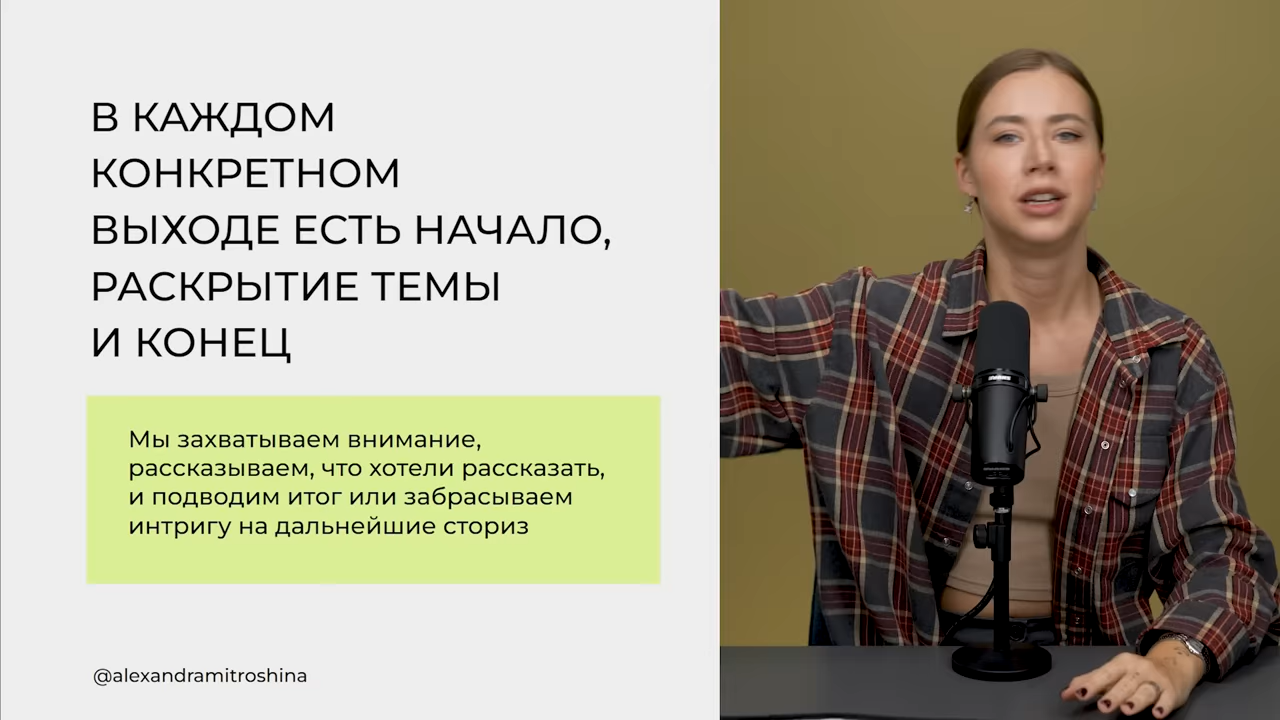 В КАЖДОМ
КОНКРЕТНОМ
ВЫХОДЕ ЕСТЬ НАЧАЛО,
РАСКРЫТИЕ ТЕМЫ
И КОНЕЦ
Мы захватываем внимание,
рассказываем, что хотели рассказать,
и подводим итог или забрасываем
интригу на дальнейшие сториз
@alexandramitroshina